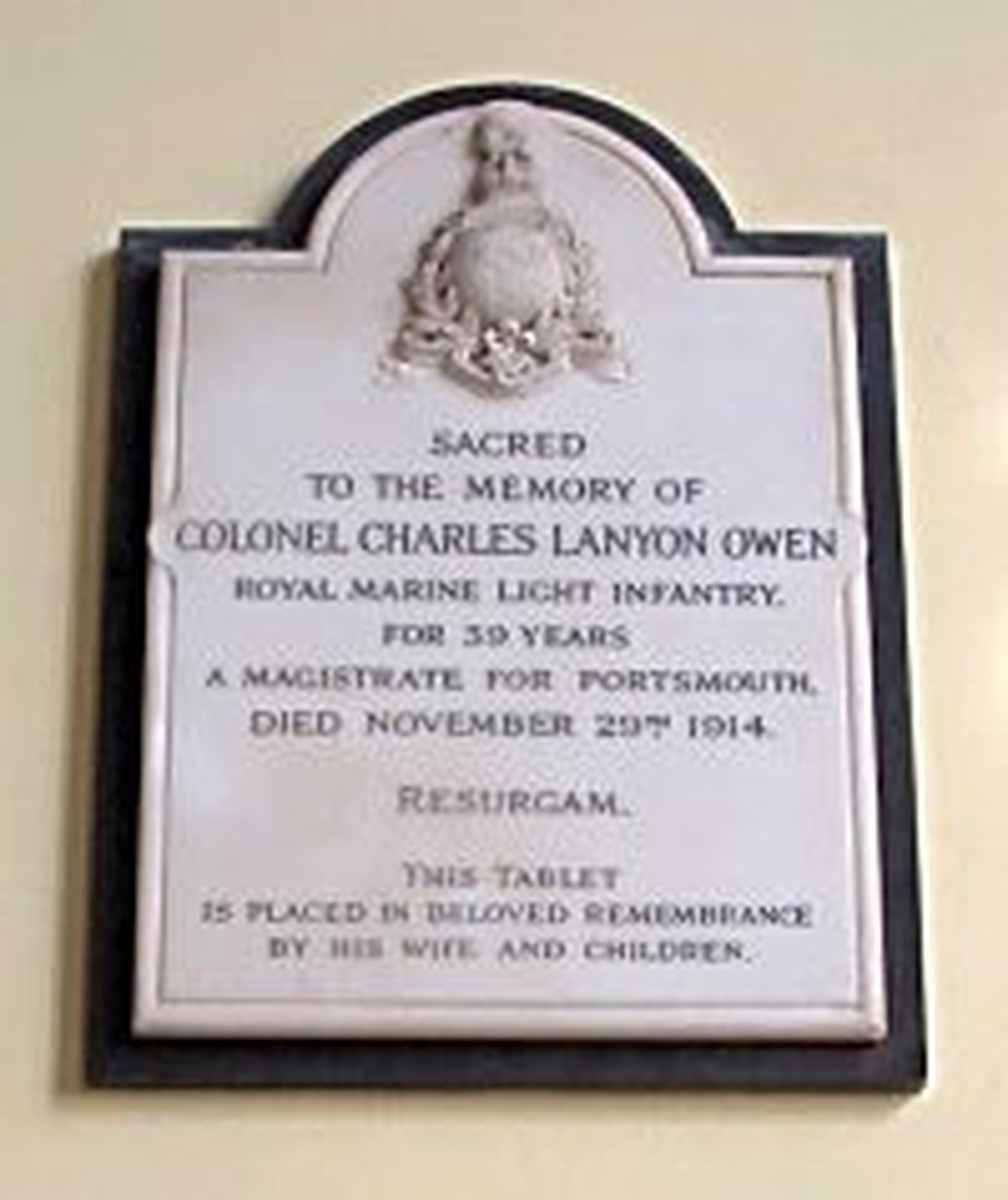 SACRED
TO THE MEMORY OF
COLONEL CHARLES LANYON OWEN
ROYAL MARINE LIGHT INFANTRY.
FOR 39 YEARS
A MAGISTRATE FOR PORTSMOUTH.
DIED NOVEMBER 29TH 1914.
RESURGAM.
THIS TABLET
IS PLACED IN BELOVED REMEMBRANCE
BY HIS WIFE AND CHILDREN.